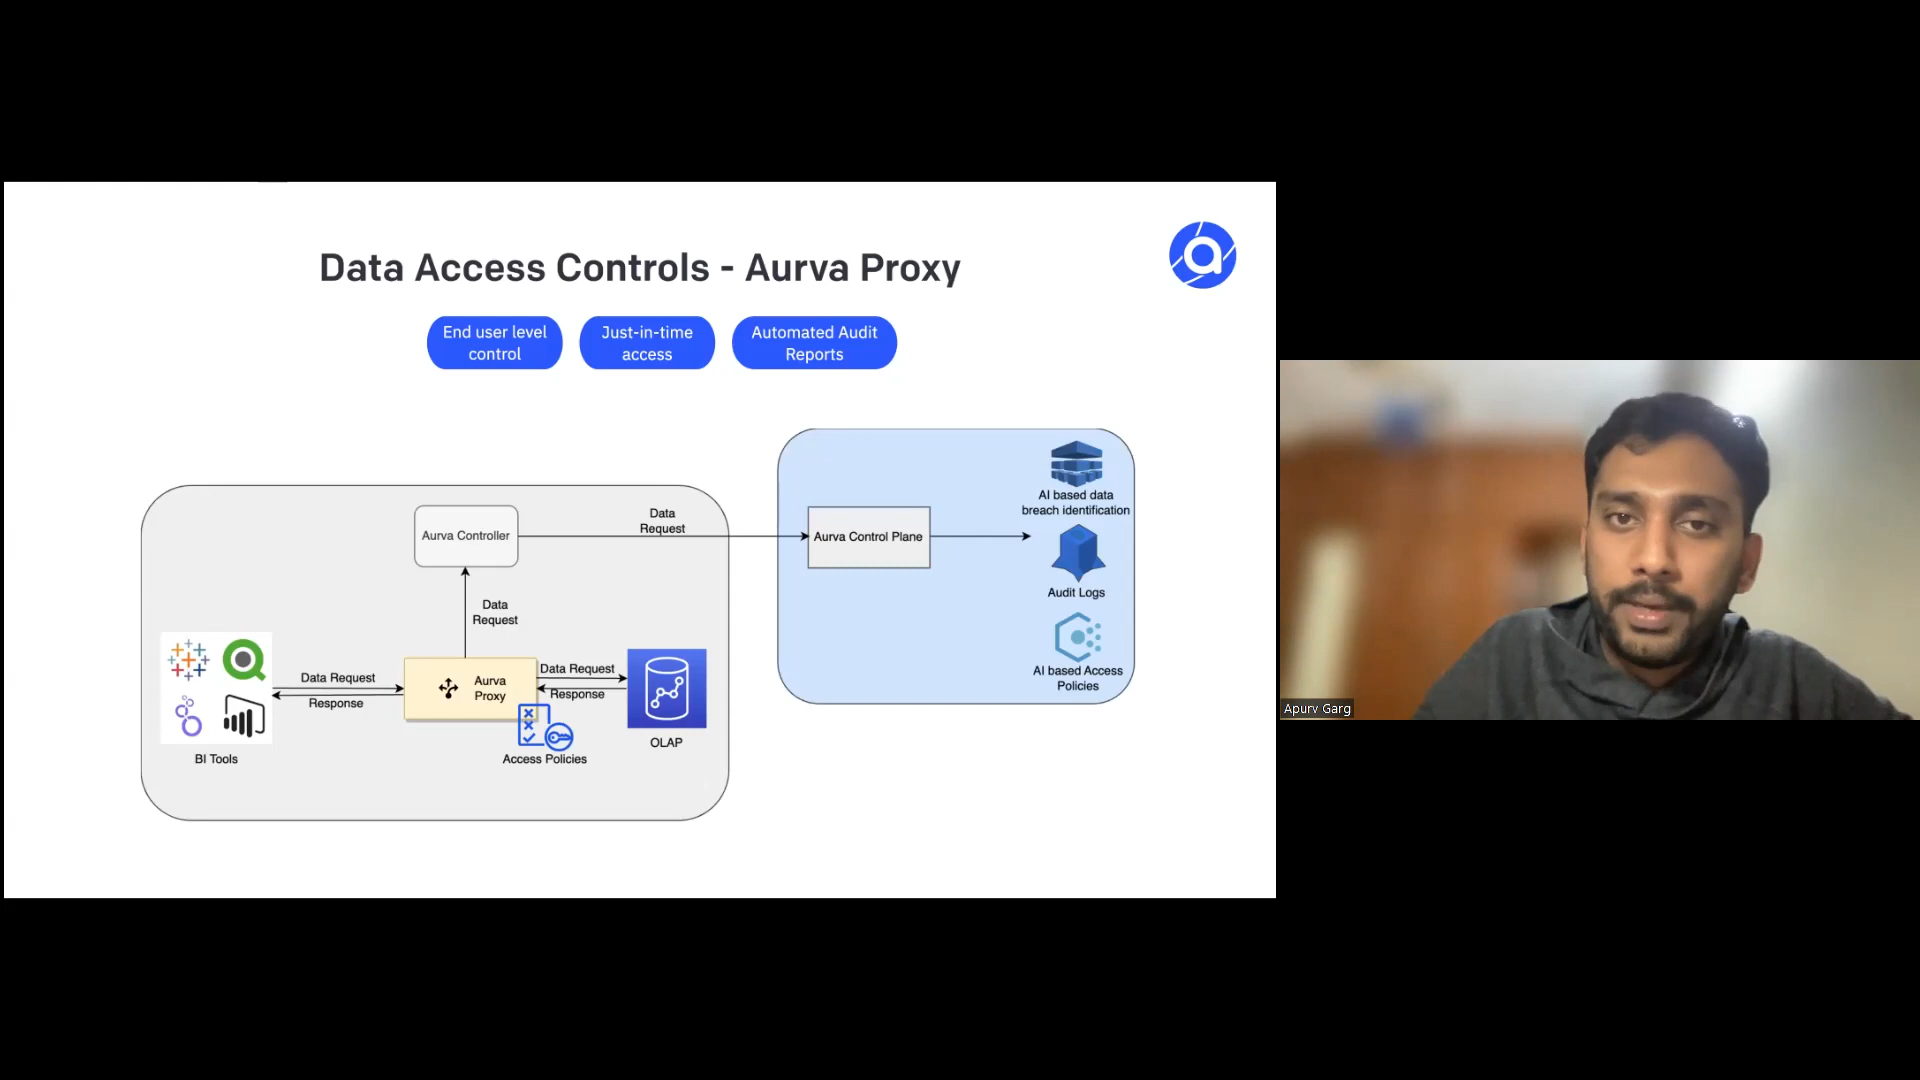 Data Access Controls - Aurva Proxy
End user level
control
Just-in-time
access
Automated Audit
Reports
AI based data
breach identification
Data
Request
Aurva Controller
Aurva Control Plane
Audit Logs
Data
Request
AI based Access
Policies
Data Request
Response
Aurva
Proxy
Data Request
Response
Access Policies
OLAP
BI Tools
Apurv Garg